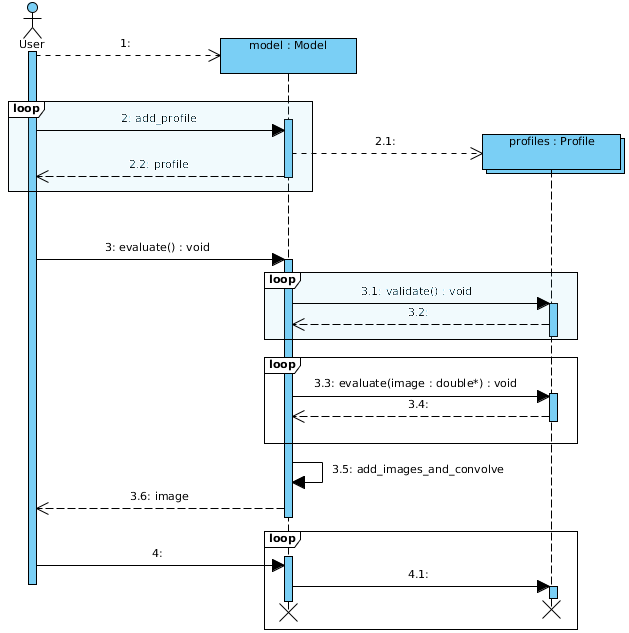 User
1:
model : Model
loop
2. add_profile
2.1:
profiles : Profile
2.2. profile
3: evaluate() : void
loop
3.1: validate() : void
3.2.
loop
3.3: evaluate(image : double*) : void
3.4:
3.5: add_images_and_convolve
3.6: image
loop
4:
4.1: